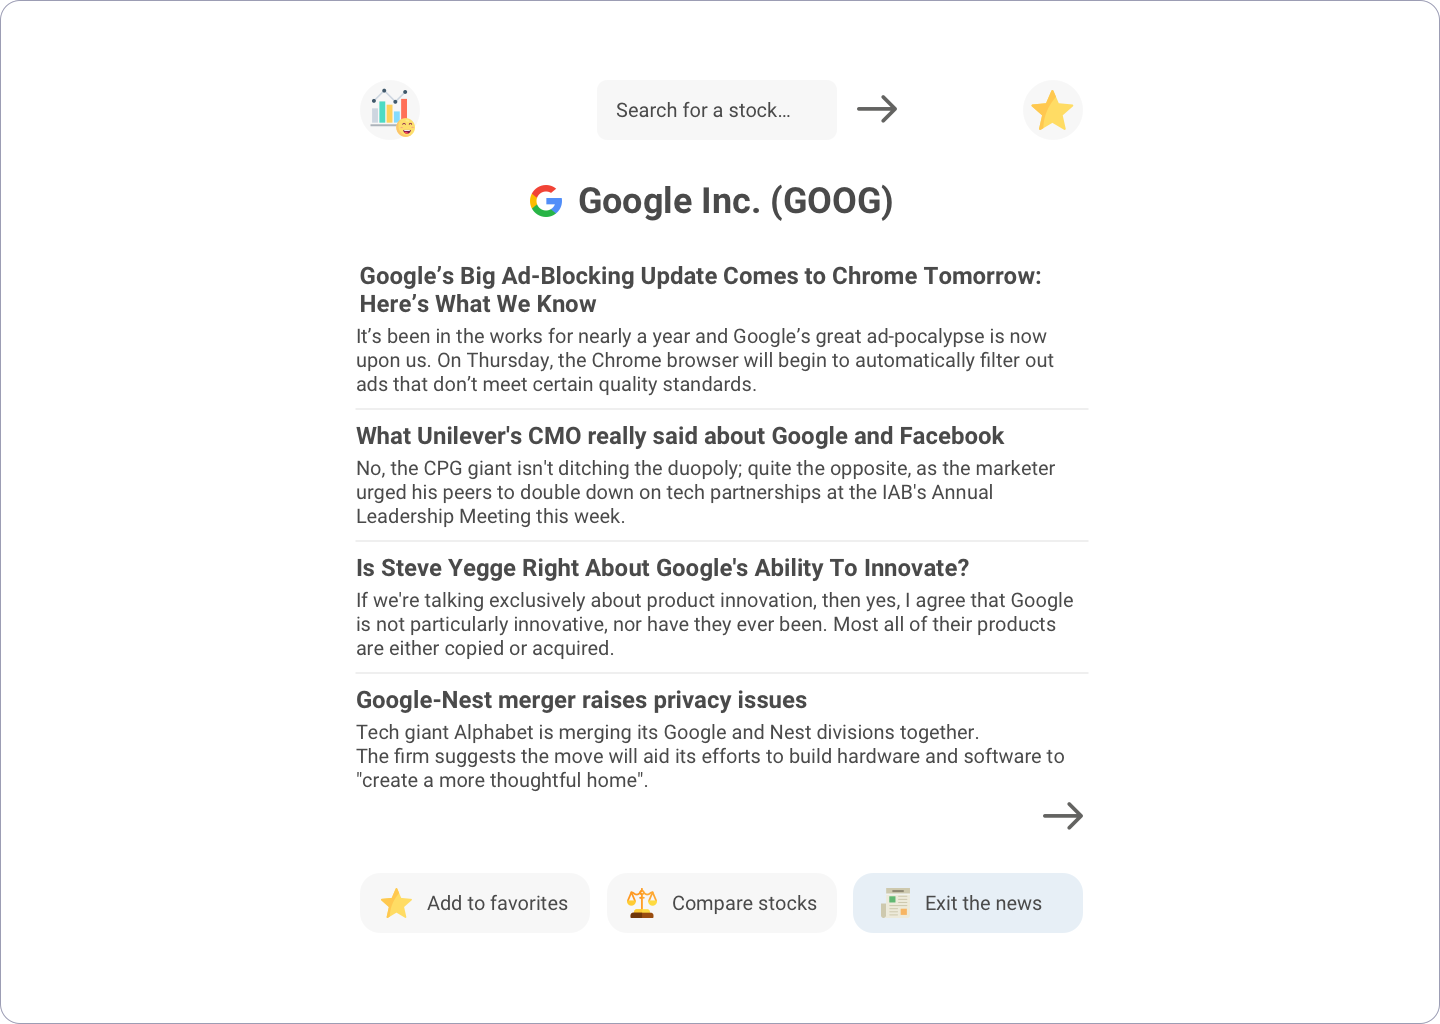 Search for a stock...
Google Inc. (GOOG)
Google’s Big Ad-Blocking Update Comes to Chrome Tomorrow:
Here’s What We Know
It’s been in the works for nearly a year and Google’s great ad-pocalypse is now
upon us. On Thursday, the Chrome browser will begin to automatically filter out
ads that don’t meet certain quality standards.
What Unilever's CMO really said about Google and Facebook
No, the CPG giant isn't ditching the duopoly; quite the opposite, as the marketer
urged his peers to double down on tech partnerships at the IAB's Annual
Leadership Meeting this week.
Is Steve Yegge Right About Google's Ability To Innovate?
If we're talking exclusively about product innovation, then yes, I agree that Google
is not particularly innovative, nor have they ever been. Most all of their products
are either copied or acquired.
Google-Nest merger raises privacy issues
Tech giant Alphabet is merging its Google and Nest divisions together.
The firm suggests the move will aid its efforts to build hardware and software to
"create a more thoughtful home".
Add to favorites
Compare stocks
Exit the news